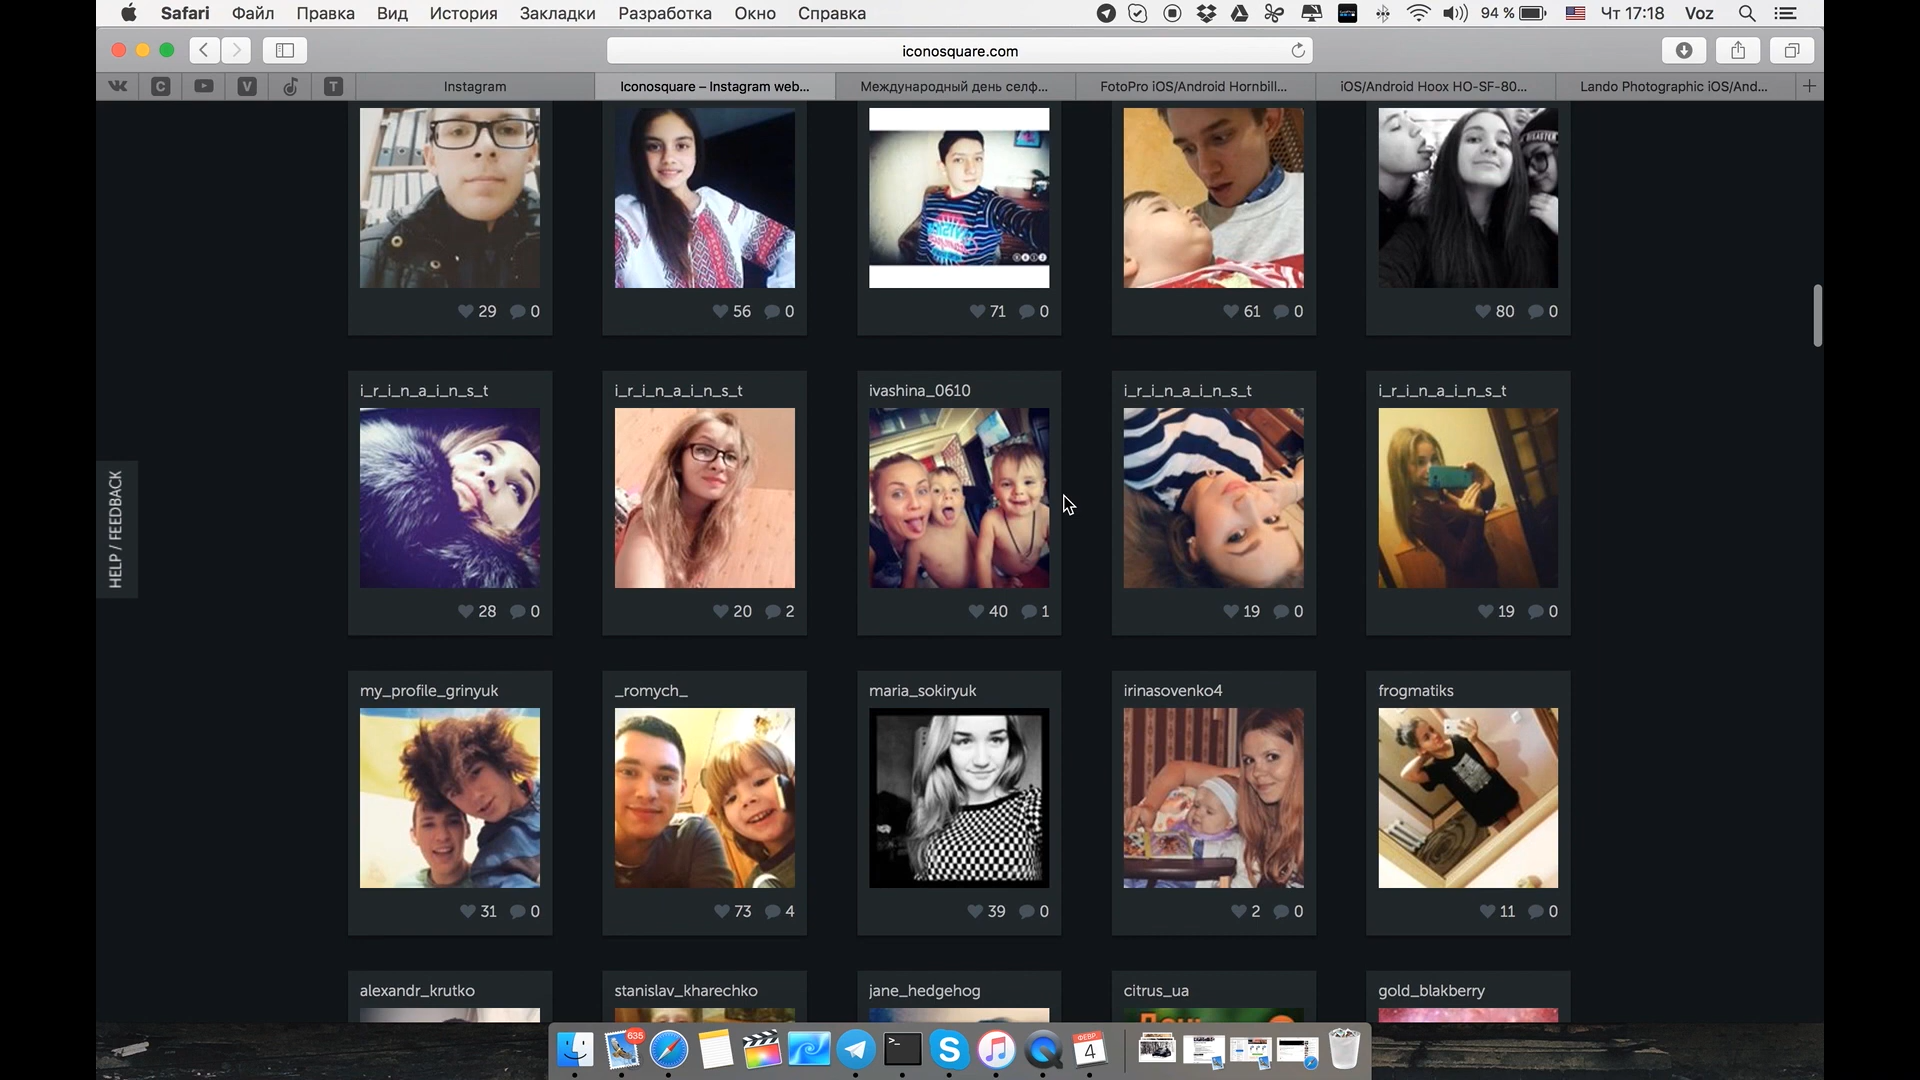 Safari Файл Правка Вид История Закладки Разработка Окно Справка 94 % Чт 17:18 Voz
iconosquare.com
C V T Instagram Iconosquare – Instagram web... Международный день селф... FotoPro iOS/Android Hornbill... iOS/Android Hoox HO-SF-80... Lando Photographic iOS/And...
DISASTER
29 0 56 0 71 0 61 0 80 0
i_r_i_n_a_i_n_s_t i_r_i_n_a_i_n_s_t ivashina_0610 i_r_i_n_a_i_n_s_t i_r_i_n_a_i_n_s_t
HELP / FEEDBACK
28 0 20 2 40 1 19 0 19 0
my_profile_grinyuk _romych_ maria_sokiryuk irinasovenko4 frogmatiks
31 0 73 4 39 0 2 0 11 0
alexandr_krutko stanislav_kharechko jane_hedgehog citrus_ua gold_blakberry
635
ФЕВР
4